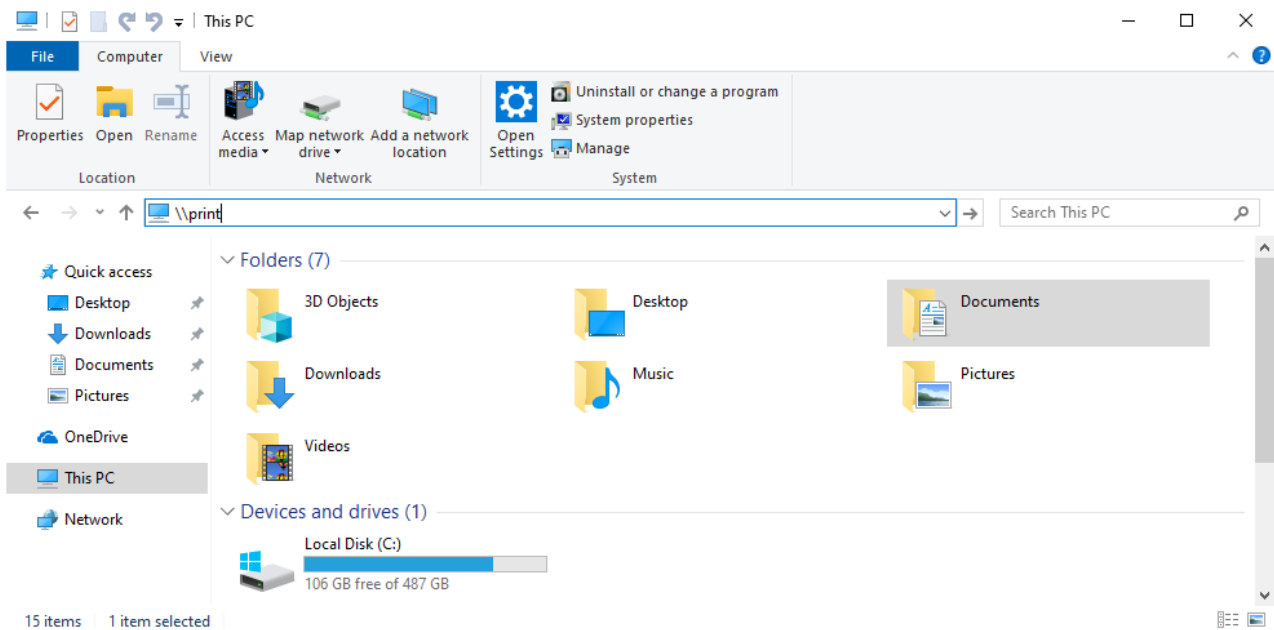 This PC
File Computer View
Properties Open Rename
Access media Map network drive Add a network location
Open Settings
Uninstall or change a program
System properties
Manage
Location Network System
\\print
Search This PC
Quick access
Desktop
Downloads
Documents
Pictures
OneDrive
This PC
Network
Folders (7)
3D Objects Desktop Documents
Downloads Music Pictures
Videos
Devices and drives (1)
Local Disk (C:)
106 GB free of 487 GB
15 items 1 item selected